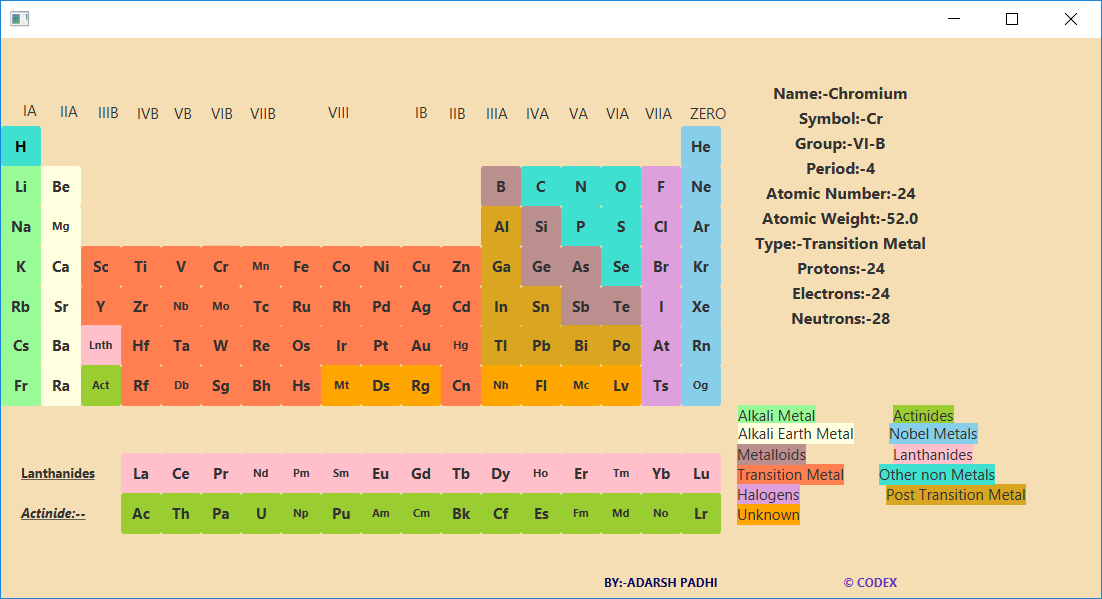 IA IIA IIIB IVB VB VIB VIIB VIII IB IIB IIIA IVA VA VIA VIIA ZERO
H He
Li Be B C N O F Ne
Na Mg Al Si P S Cl Ar
K Ca Sc Ti V Cr Mn Fe Co Ni Cu Zn Ga Ge As Se Br Kr
Rb Sr Y Zr Nb Mo Tc Ru Rh Pd Ag Cd In Sn Sb Te I Xe
Cs Ba Lnth Hf Ta W Re Os Ir Pt Au Hg Tl Pb Bi Po At Rn
Fr Ra Act Rf Db Sg Bh Hs Mt Ds Rg Cn Nh Fl Mc Lv Ts Og
Lanthanides La Ce Pr Nd Pm Sm Eu Gd Tb Dy Ho Er Tm Yb Lu
Actinide:-- Ac Th Pa U Np Pu Am Cm Bk Cf Es Fm Md No Lr
Name:-Chromium
Symbol:-Cr
Group:-VI-B
Period:-4
Atomic Number:-24
Atomic Weight:-52.0
Type:-Transition Metal
Protons:-24
Electrons:-24
Neutrons:-28
Alkali Metal Actinides
Alkali Earth Metal Nobel Metals
Metalloids Lanthanides
Transition Metal Other non Metals
Halogens Post Transition Metal
Unknown
BY:-ADARSH PADHI © CODEX